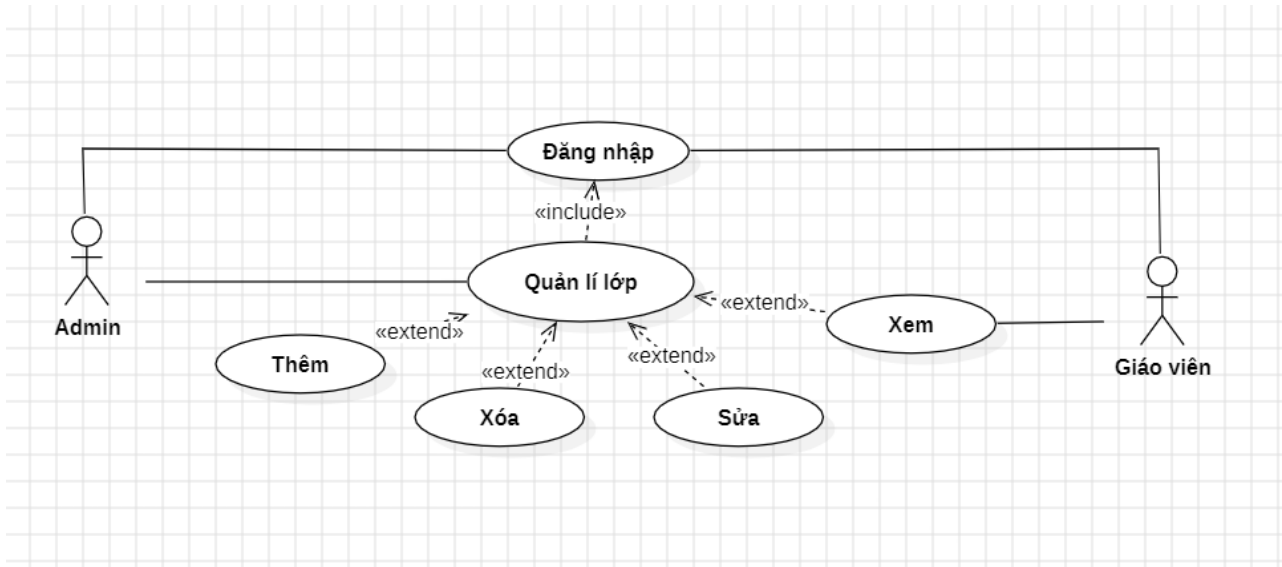 Đăng nhập
«include»
Quản lí lớp
«extend»
Xem
Admin
«extend»
Thêm
«extend»
«extend»
Giáo viên
Xóa
Sửa